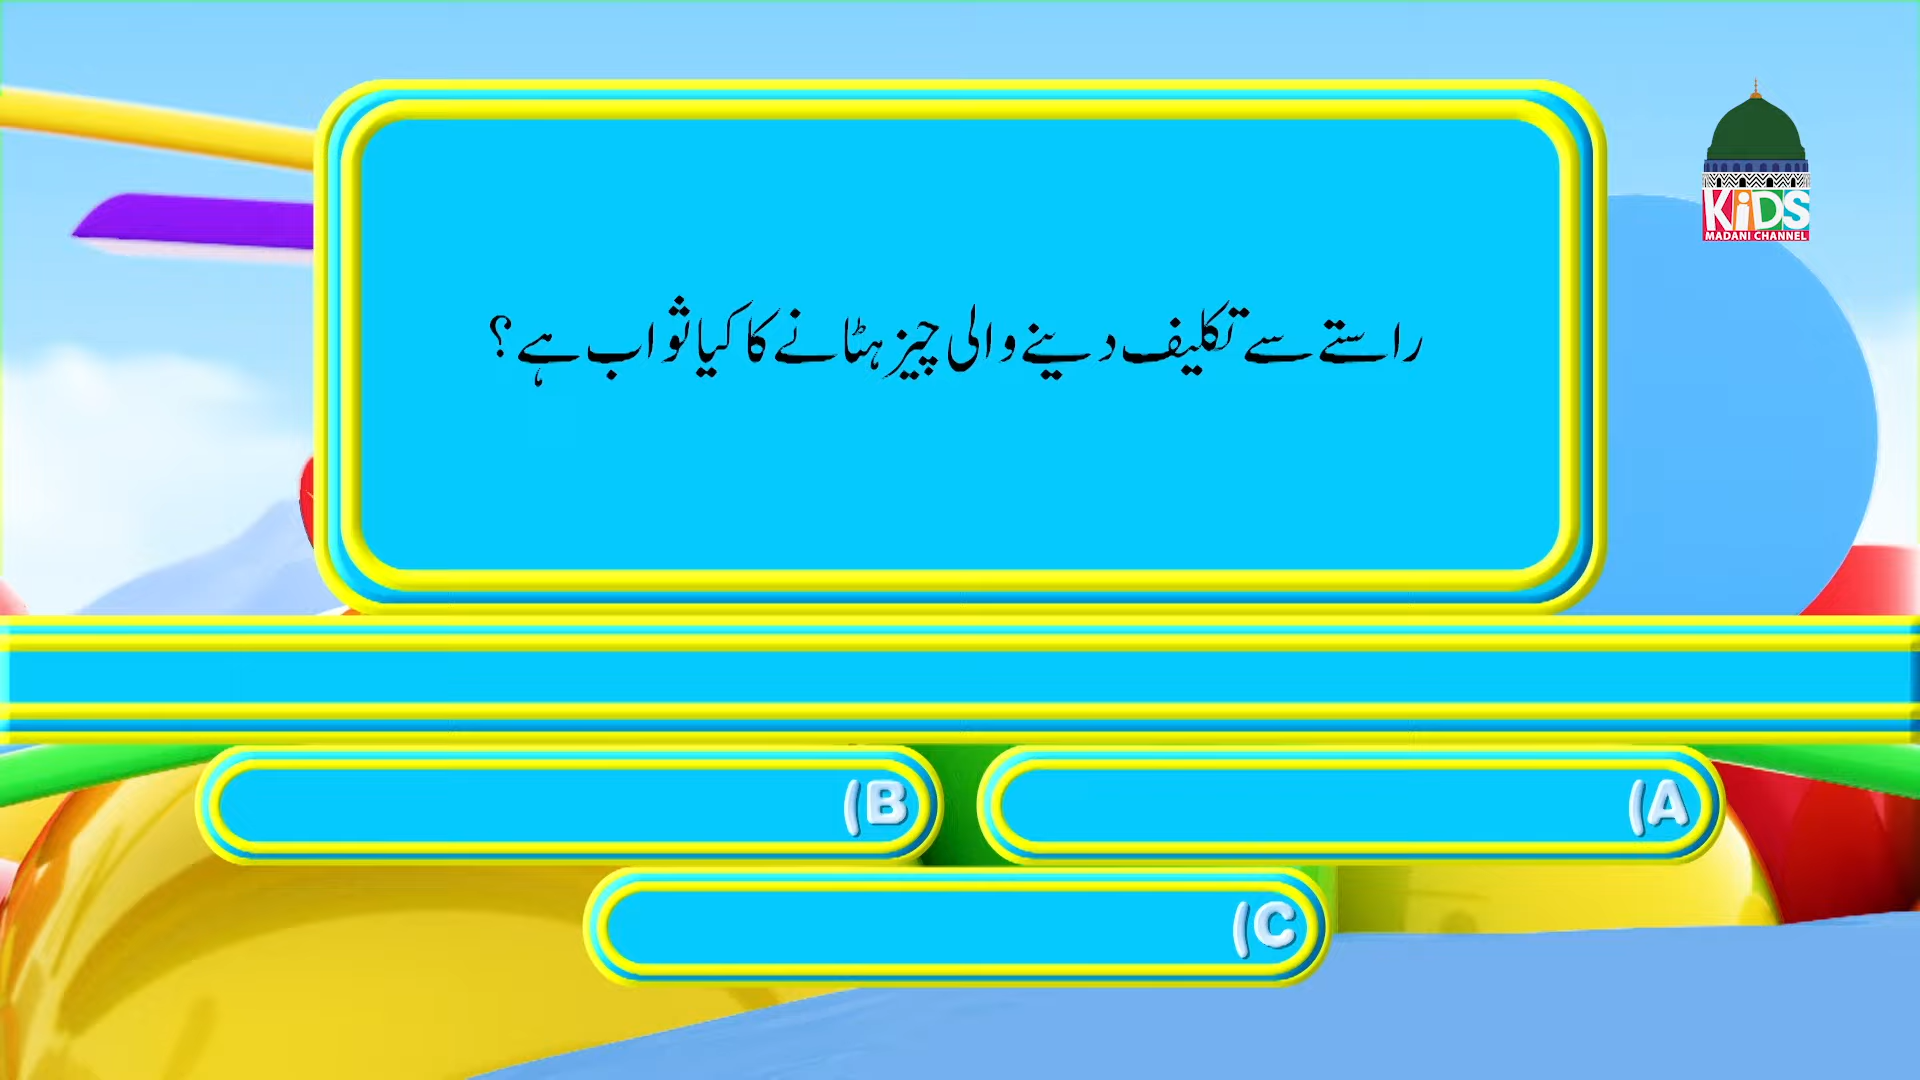 KiDS
MADANI CHANNEL
راستے سے تکلیف دینے والی چیز ہٹانے کا کیا ثواب ہے؟
(A
(B
(C